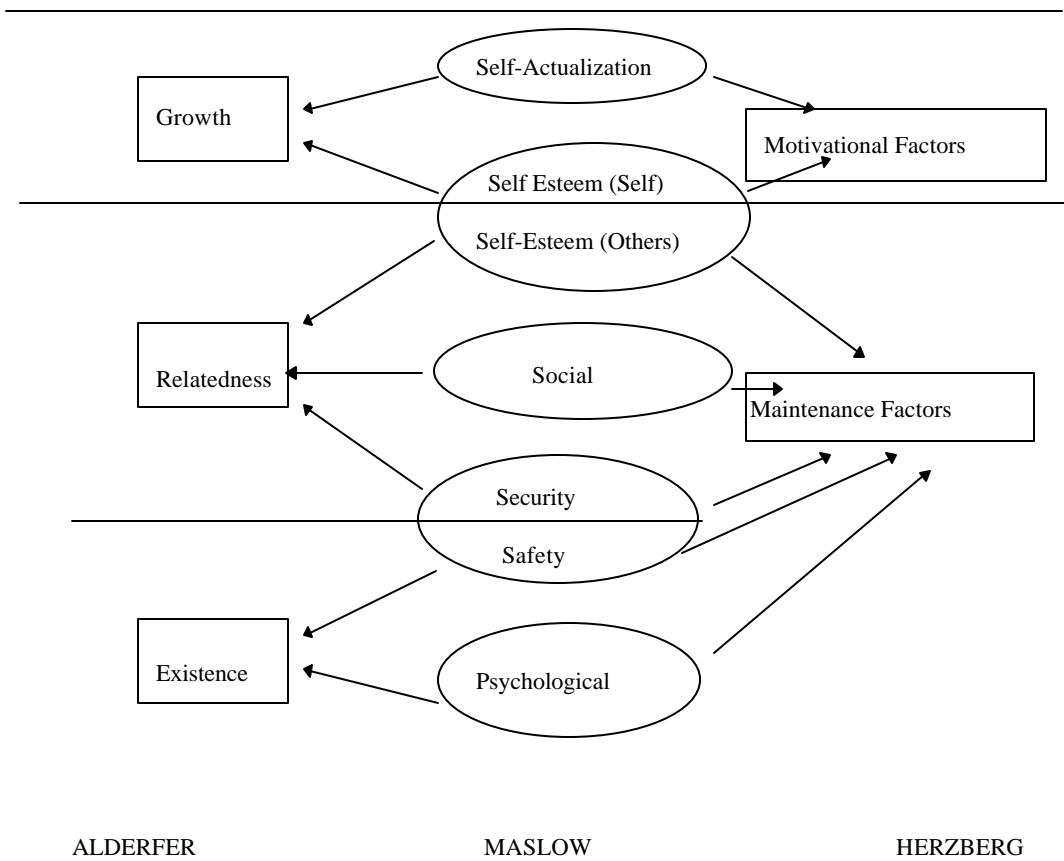 Self-Actualization
Growth
Motivational Factors
Self Esteem (Self)
Self-Esteem (Others)
Relatedness
Social
Maintenance Factors
Security
Safety
Existence
Psychological
ALDERFER
MASLOW
HERZBERG